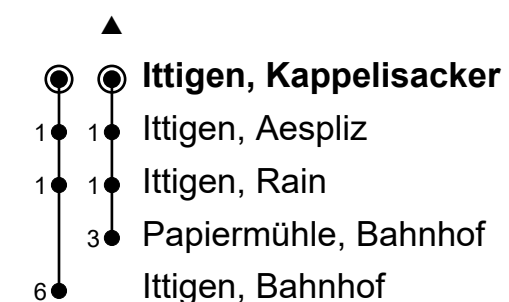 ▲
Ittigen, Kappelisacker
1 1 Ittigen, Aespliz
1 1 Ittigen, Rain
3 Papiermühle, Bahnhof
6 Ittigen, Bahnhof